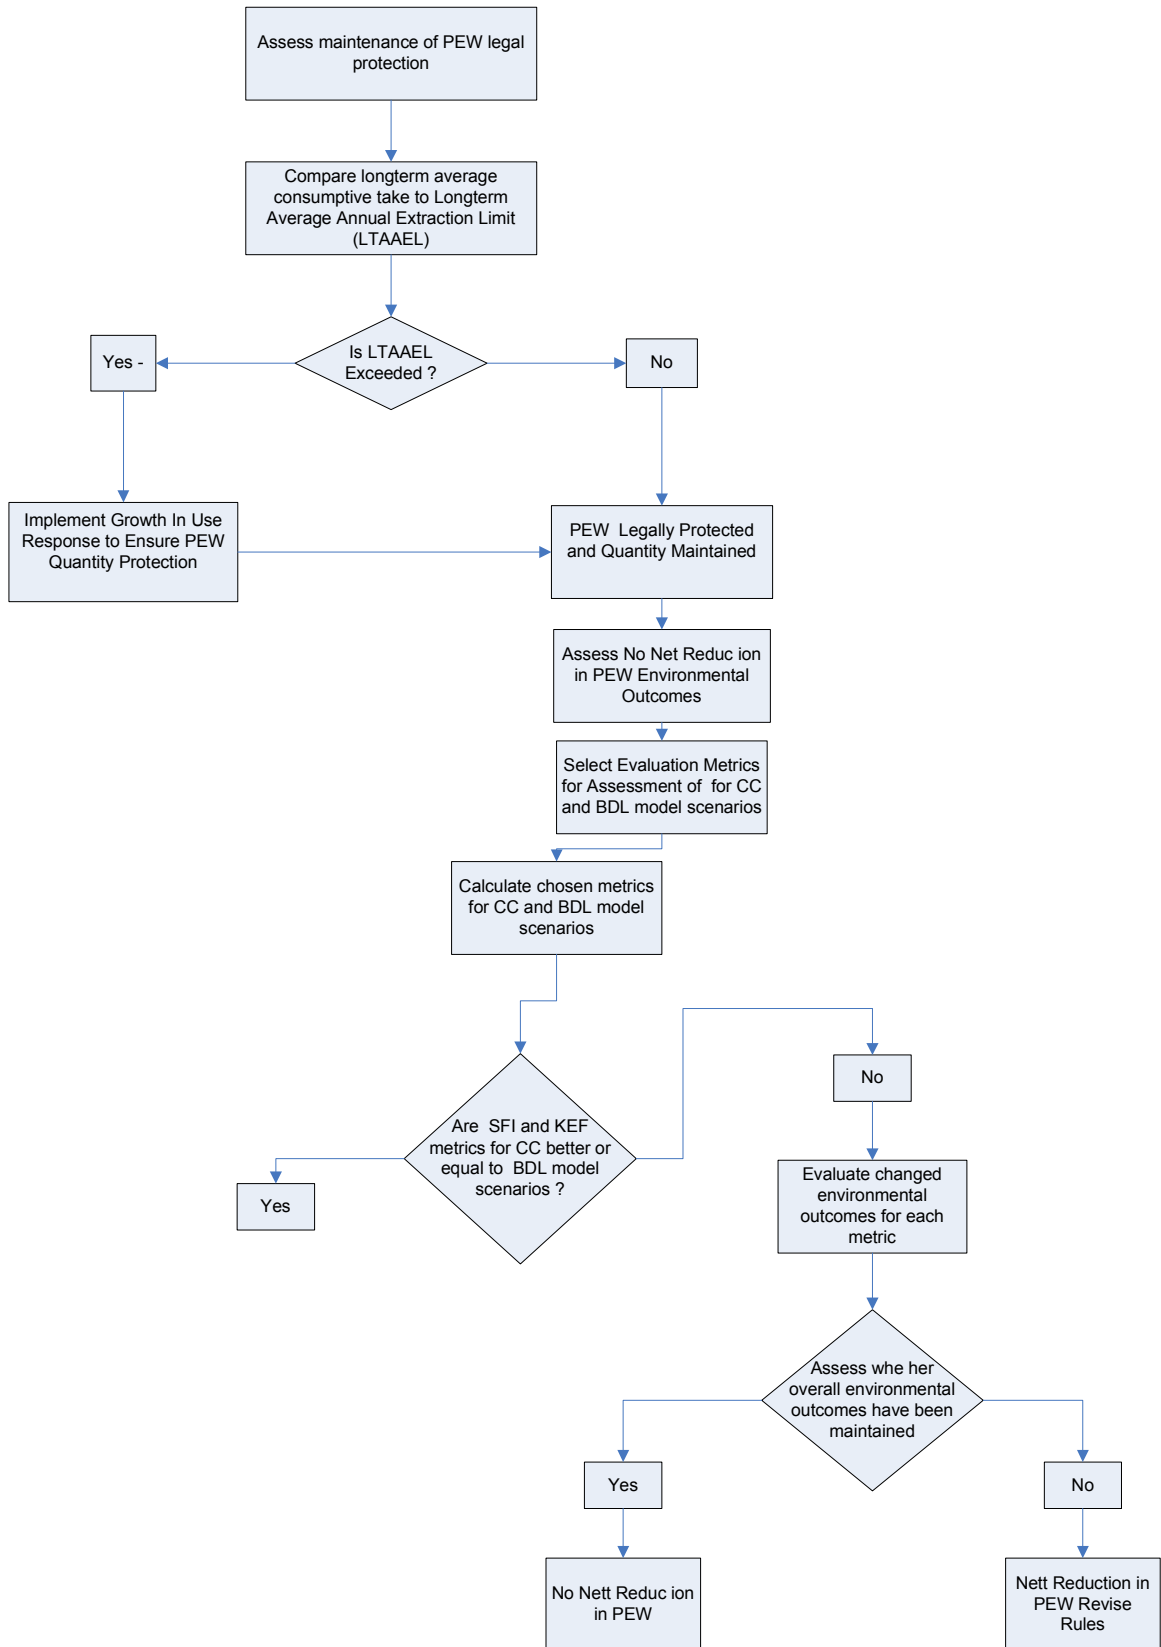 Assess maintenance of PEW legal
protection
Compare longterm average
consumptive take to Longterm
Average Annual Extraction Limit
(LTAAEL)
Is LTAAEL
Exceeded ?
Yes -
No
Implement Growth In Use
Response to Ensure PEW
Quantity Protection
PEW Legally Protected
and Quantity Maintained
Assess No Net Reduc ion
in PEW Environmental
Outcomes
Select Evaluation Metrics
for Assessment of for CC
and BDL model scenarios
Calculate chosen metrics
for CC and BDL model
scenarios
Are SFI and KEF
metrics for CC better or
equal to BDL model
scenarios ?
Yes
No
Evaluate changed
environmental
outcomes for each
metric
Assess whe her
overall environmental
outcomes have been
maintained
Yes
No
No Nett Reduc ion
in PEW
Nett Reduction in
PEW Revise
Rules